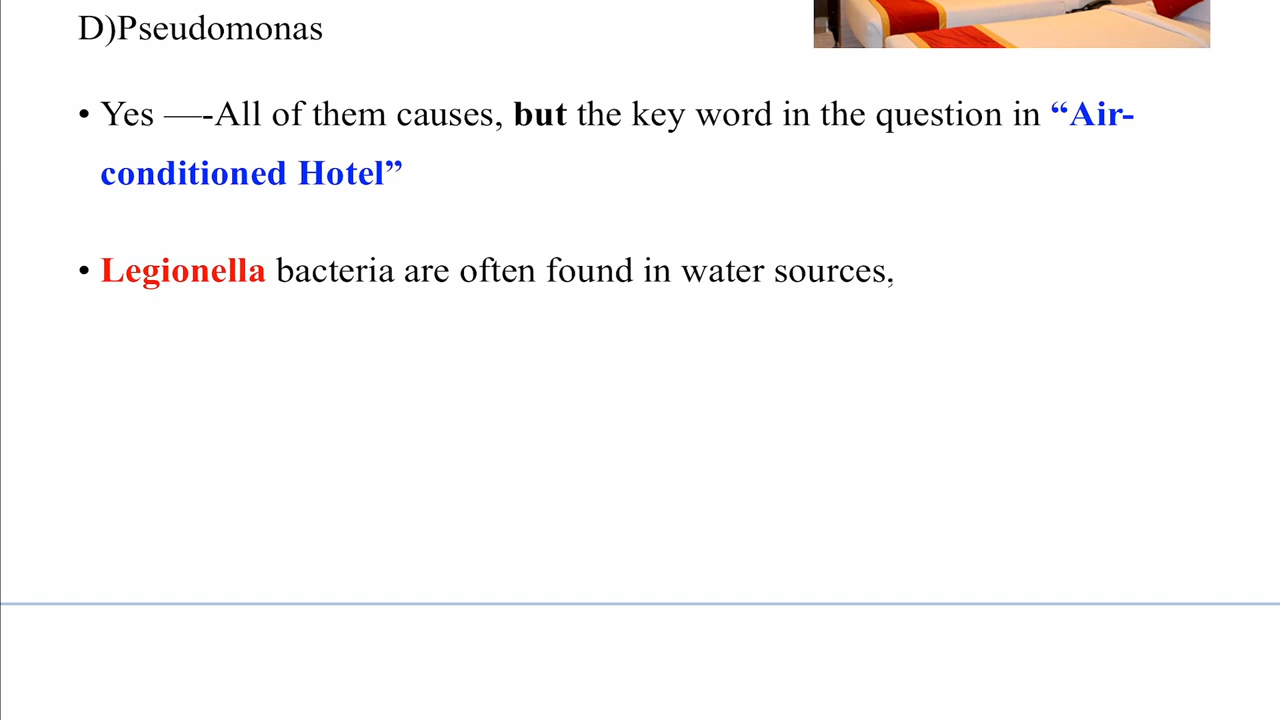 D)Pseudomonas
• Yes —-All of them causes, but the key word in the question in “Air-
conditioned Hotel”
• Legionella bacteria are often found in water sources,